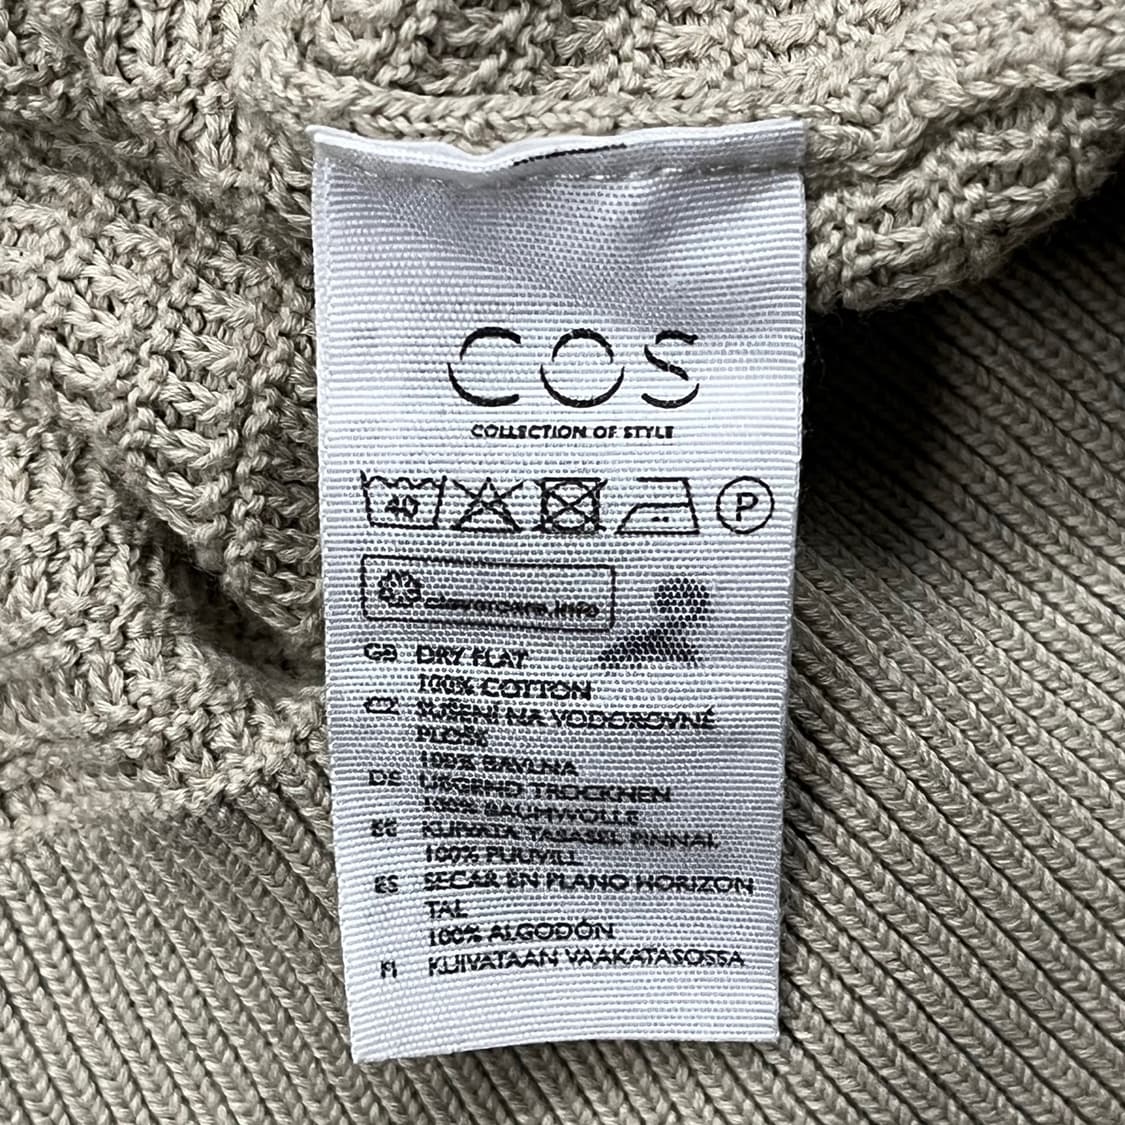 COS
COLLECTION OF STYLE
40
P
clevercare.info
GB DRY FLAT
100% COTTON
CZ SUŠENÍ NA VODOROVNÉ
PLOŠE
100% BAVLNA
DE LIEGEND TROCKNEN
100% BAUMWOLLE
EE KUIVATA TASASEL PINNAL
100% PUUVILL
ES SECAR EN PLANO HORIZON
TAL
100% ALGODÓN
FI KUIVATAAN VAAKATASOSSA